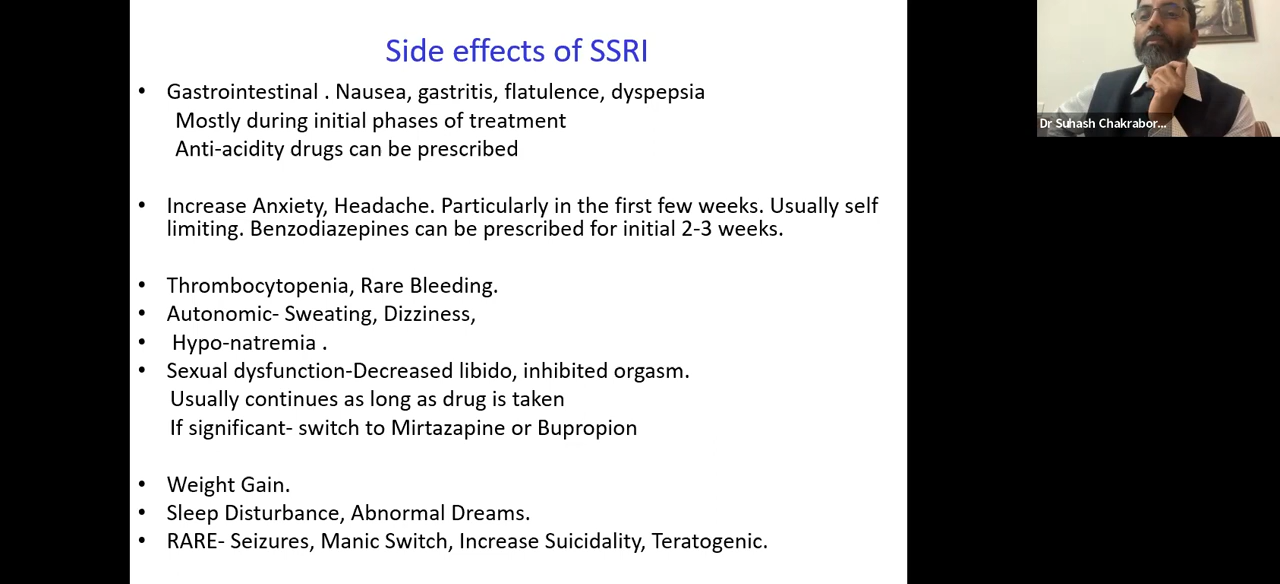 Side effects of SSRI
• Gastrointestinal . Nausea, gastritis, flatulence, dyspepsia
Mostly during initial phases of treatment
Anti-acidity drugs can be prescribed
• Increase Anxiety, Headache. Particularly in the first few weeks. Usually self
limiting. Benzodiazepines can be prescribed for initial 2-3 weeks.
• Thrombocytopenia, Rare Bleeding.
• Autonomic- Sweating, Dizziness,
• Hypo-natremia .
• Sexual dysfunction-Decreased libido, inhibited orgasm.
Usually continues as long as drug is taken
If significant- switch to Mirtazapine or Bupropion
• Weight Gain.
• Sleep Disturbance, Abnormal Dreams.
• RARE- Seizures, Manic Switch, Increase Suicidality, Teratogenic.
Dr Suhash Chakrabor...